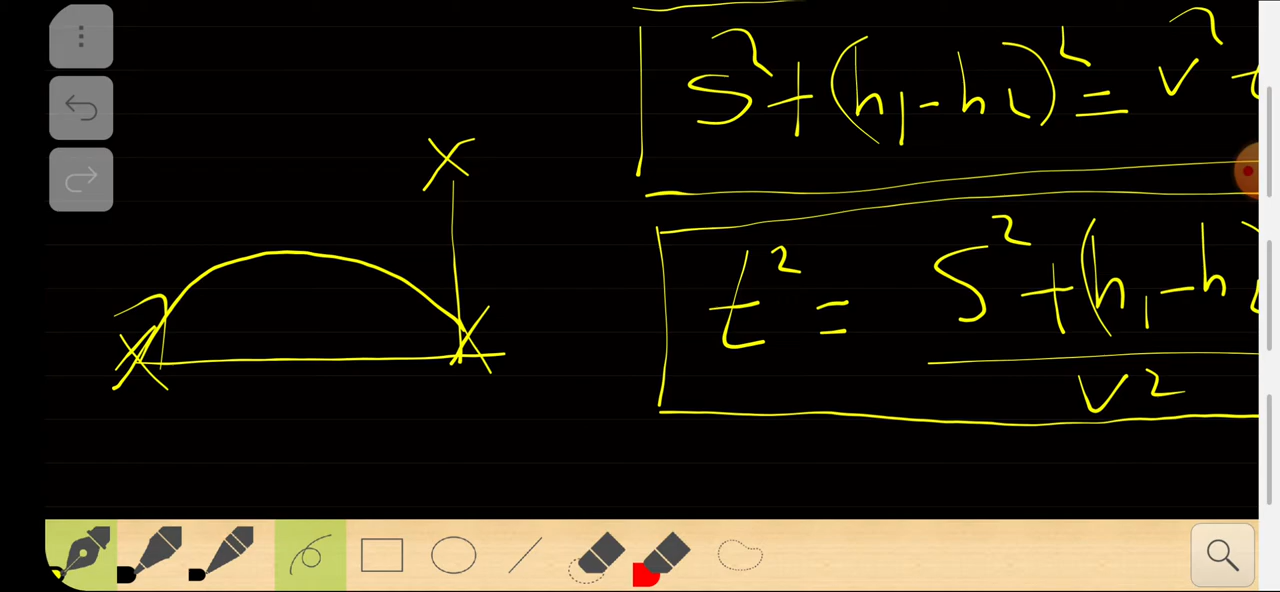 S² + (h₁ - h₂)² = v² t
t² = S² + (h₁ - h
v²